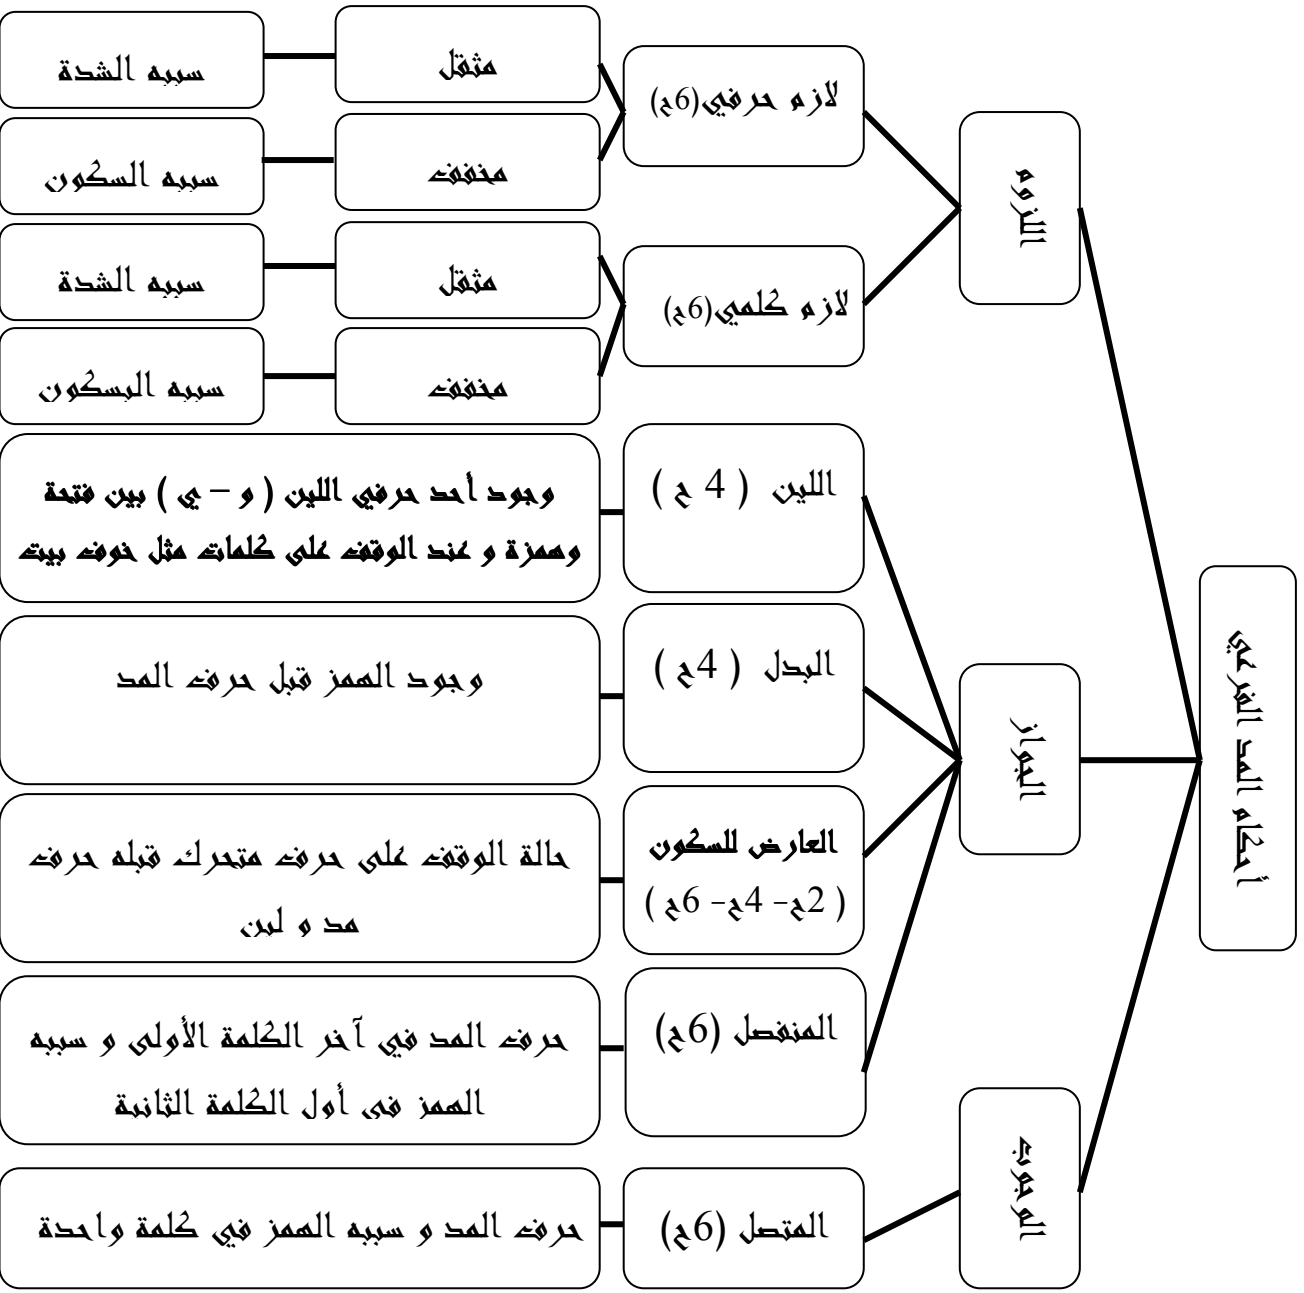 أحكام المد الفرعي
اللزوم
لازم حرفي(6ح)
مثقل
سببه الشدة
مخفف
سببه السكون
لازم كلمي(6ح)
مثقل
سببه الشدة
مخفف
سببه البسكون
الجواز
اللين ( 4 ح )
وجود أحد حرفي اللين ( و – ي ) بين فتحة
وهمزة و عند الوقف على كلمات مثل خوف بيت
البدل ( 4ح )
وجود الهمز قبل حرف المد
العارض للسكون
( 2ح- 4ح- 6ح )
حالة الوقف على حرف متحرك قبله حرف
مد و لين
المنفصل (6ح)
حرف المد في آخر الكلمة الأولى و سببه
الهمز في أول الكلمة الثانية
الوجوب
المتصل (6ح)
حرف المد و سببه الهمز في كلمة واحدة